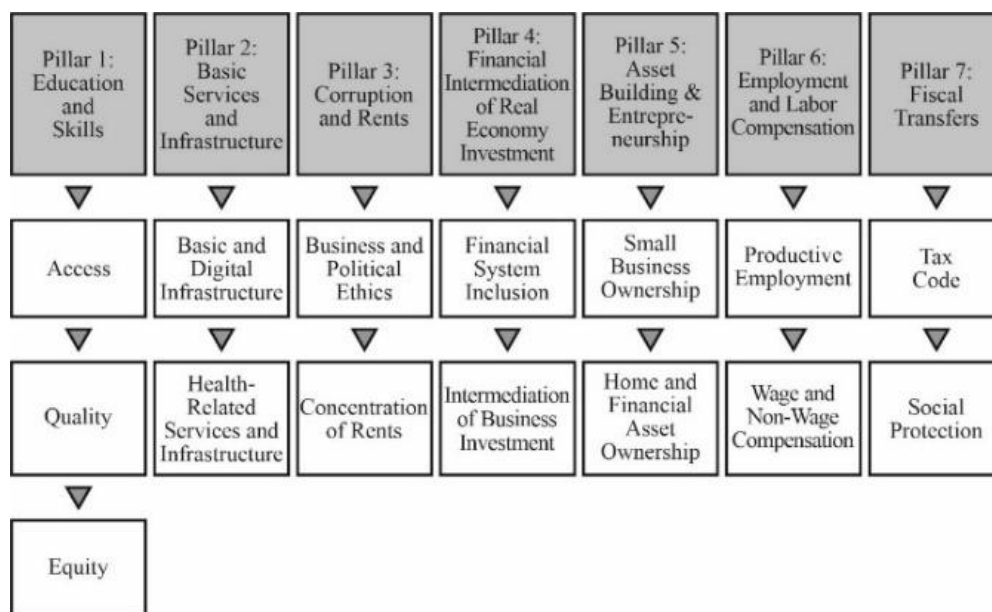 Pillar 1:
Education
and
Skills
Pillar 2:
Basic
Services
and
Infrastructure
Pillar 3:
Corruption
and Rents
Pillar 4:
Financial
Intermediation
of Real
Economy
Investment
Pillar 5:
Asset
Building &
Entrepre-
neurship
Pillar 6:
Employment
and Labor
Compensation
Pillar 7:
Fiscal
Transfers
Access
Basic and
Digital
Infrastructure
Business and
Political
Ethics
Financial
System
Inclusion
Small
Business
Ownership
Productive
Employment
Tax
Code
Quality
Health-
Related
Services and
Infrastructure
Concentration
of Rents
Intermediation
of Business
Investment
Home and
Financial
Asset
Ownership
Wage and
Non-Wage
Compensation
Social
Protection
Equity